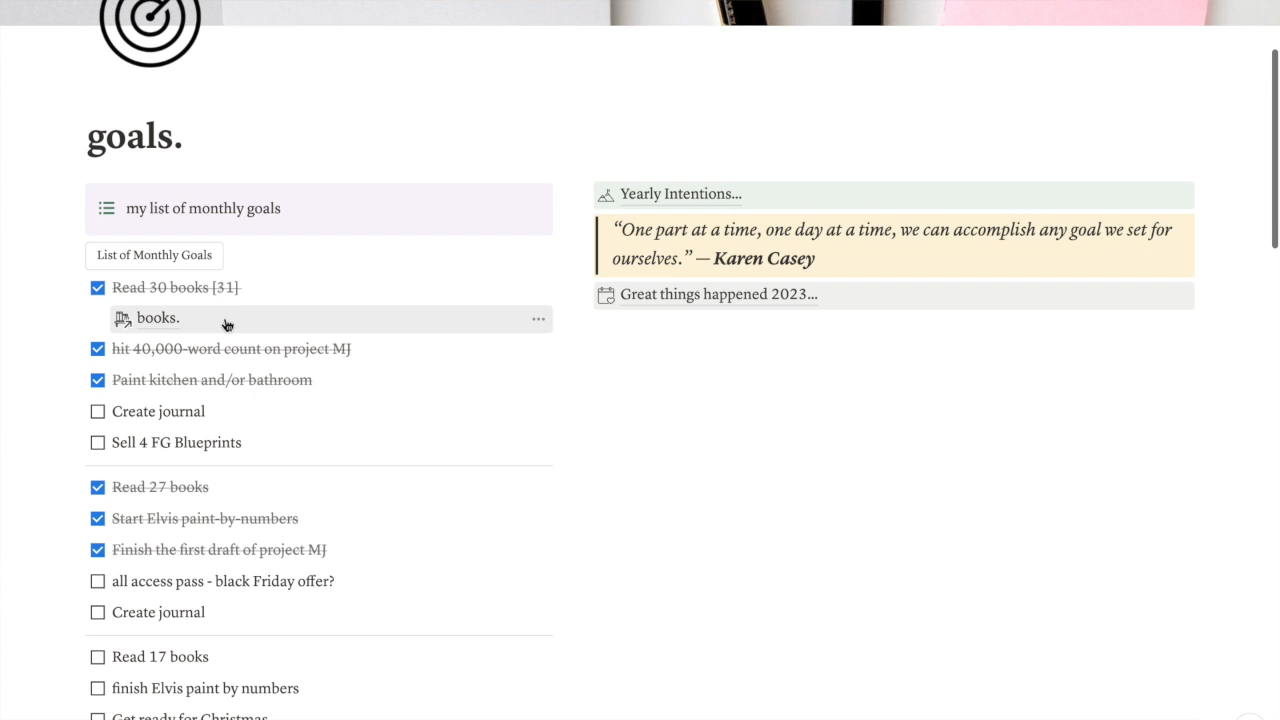 goals.
my list of monthly goals
List of Monthly Goals
Read 30 books [31]
books.
hit 40,000-word count on project MJ
Paint kitchen and/or bathroom
Create journal
Sell 4 FG Blueprints
Read 27 books
Start Elvis paint-by-numbers
Finish the first draft of project MJ
all access pass - black Friday offer?
Create journal
Read 17 books
finish Elvis paint by numbers
Get ready for Christmas
Yearly Intentions...
“One part at a time, one day at a time, we can accomplish any goal we set for
ourselves.” — Karen Casey
Great things happened 2023...